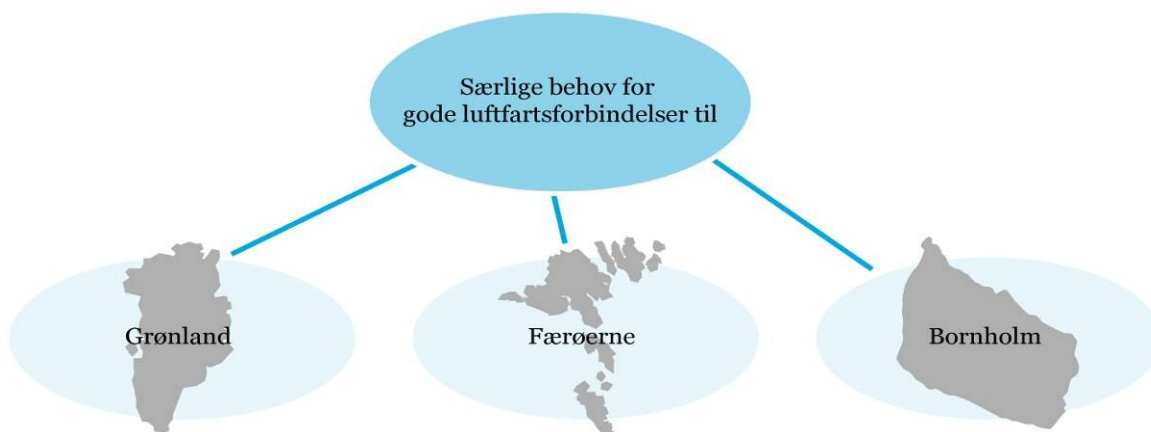 Særlige behov for
gode luftfartsforbindelser til
Grønland
Færøerne
Bornholm